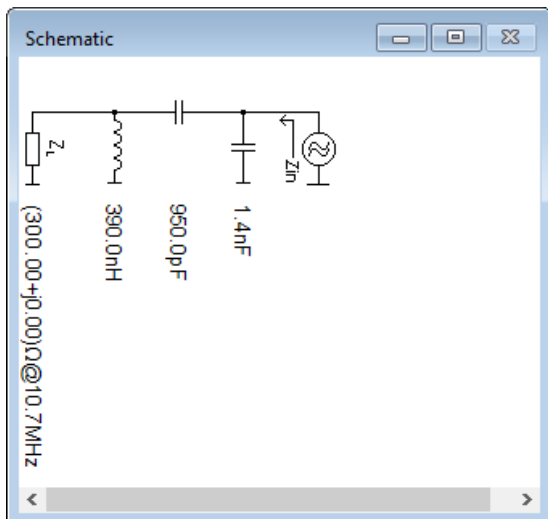 Schematic
ZL
Zin
(300.00+j0.00)Ω@10.7MHz
390.0nH
950.0pF
1.4nF